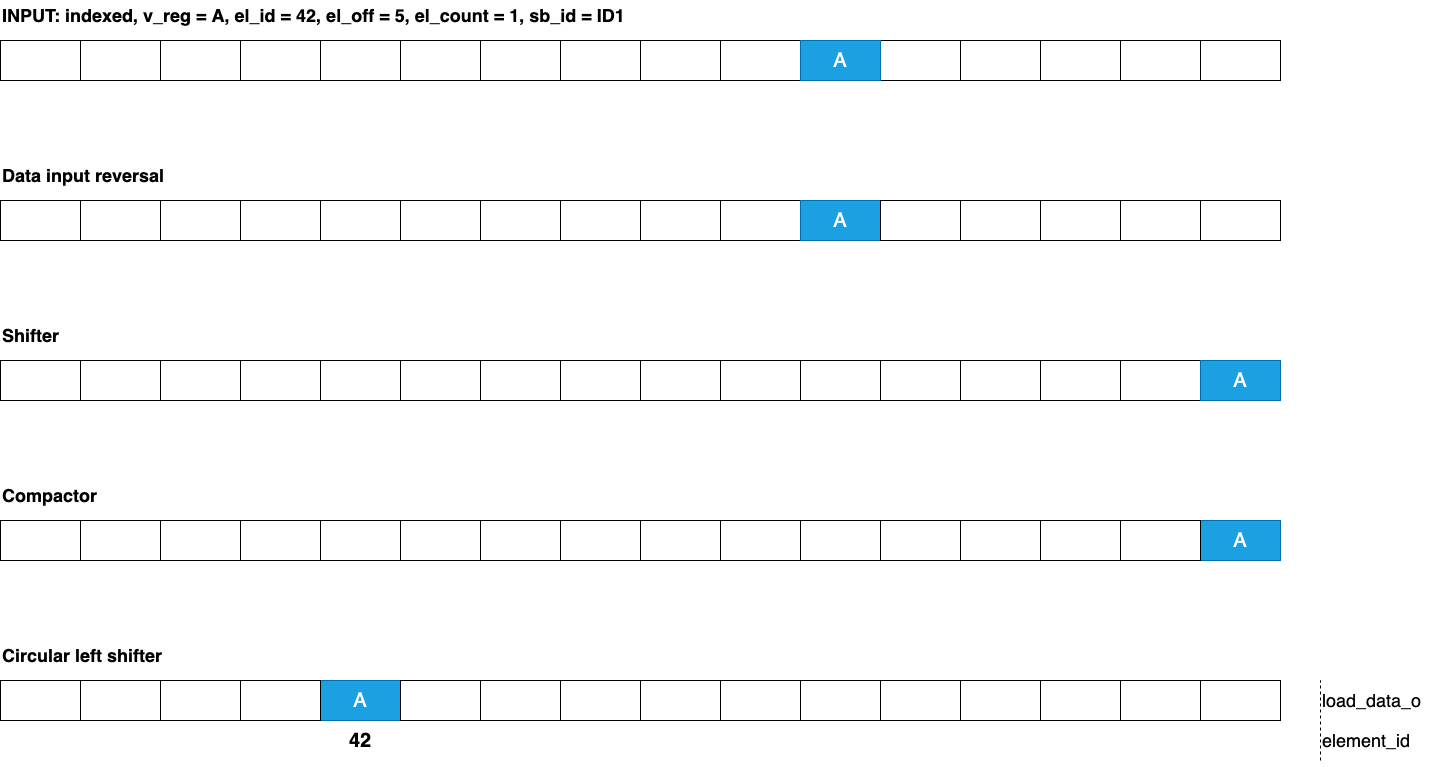 INPUT: indexed, v_reg = A, el_id = 42, el_off = 5, el_count = 1, sb_id = ID1
A
Data input reversal
A
Shifter
A
Compactor
A
Circular left shifter
A
load_data_o
42
element_id